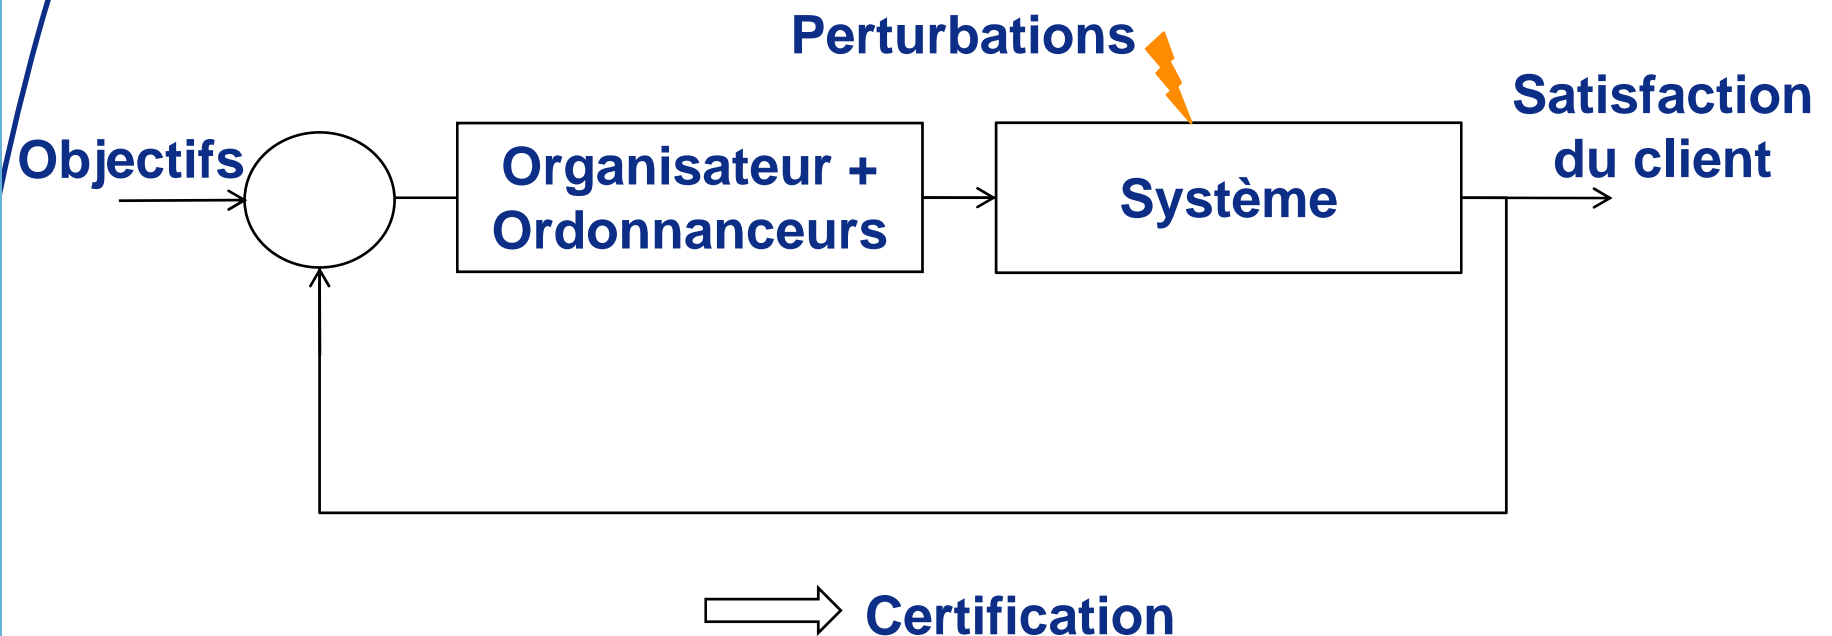 Perturbations
Objectifs
Organisateur +
Ordonnanceurs
Système
Satisfaction
du client
Certification